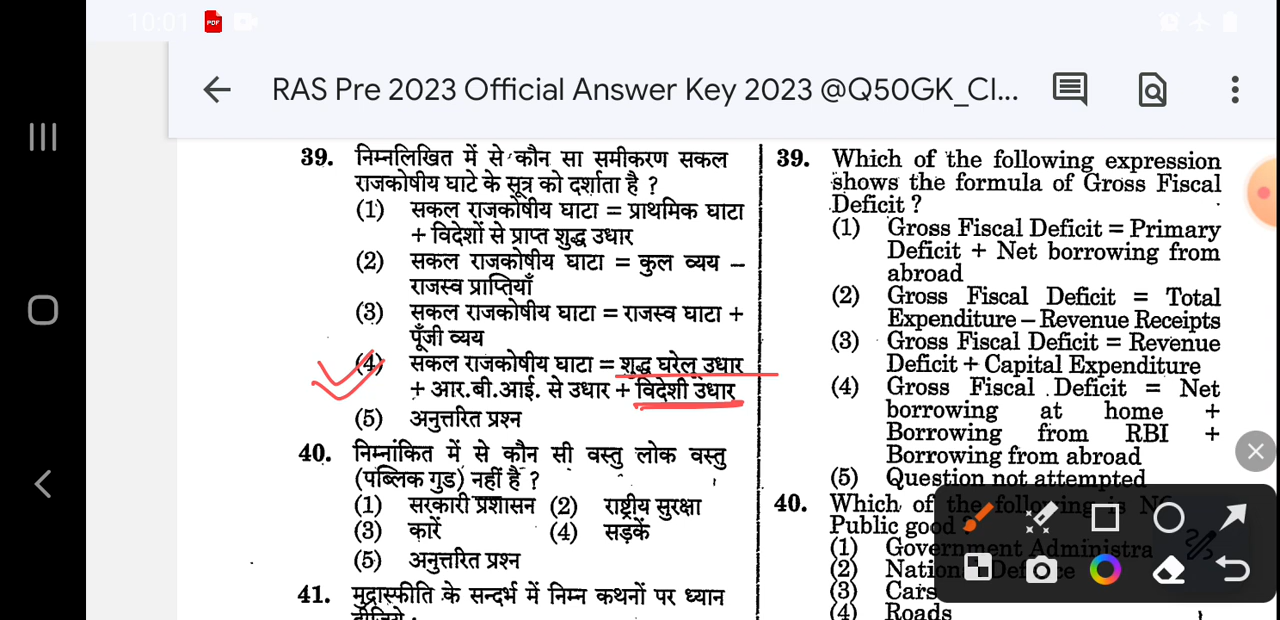 10:01
PDF
RAS Pre 2023 Official Answer Key 2023 @Q50GK_Cl...
39. निम्नलिखित में से कौन सा समीकरण सकल
राजकोषीय घाटे के सूत्र को दर्शाता है ?
(1) सकल राजकोषीय घाटा = प्राथमिक घाटा
+ विदेशों से प्राप्त शुद्ध उधार
(2) सकल राजकोषीय घाटा = कुल व्यय –
राजस्व प्राप्तियाँ
(3) सकल राजकोषीय घाटा = राजस्व घाटा +
पूँजी व्यय
(4) सकल राजकोषीय घाटा = शुद्ध घरेलू उधार
+ आर.बी.आई. से उधार + विदेशी उधार
(5) अनुत्तरित प्रश्न
40. निम्नांकित में से कौन सी वस्तु लोक वस्तु
(पब्लिक गुड) नहीं है ?
(1) सरकारी प्रशासन (2) राष्ट्रीय सुरक्षा
(3) कारें (4) सड़कें
(5) अनुत्तरित प्रश्न
41. मुद्रास्फीति के सन्दर्भ में निम्न कथनों पर ध्यान
दीजिये :
39. Which of the following expression
shows the formula of Gross Fiscal
Deficit ?
(1) Gross Fiscal Deficit = Primary
Deficit + Net borrowing from
abroad
(2) Gross Fiscal Deficit = Total
Expenditure – Revenue Receipts
(3) Gross Fiscal Deficit = Revenue
Deficit + Capital Expenditure
(4) Gross Fiscal Deficit = Net
borrowing at home +
Borrowing from RBI +
Borrowing from abroad
(5) Question not attempted
40. Which of the following is
Public good
(1) Government Administra
(2) National Defence
(3) Cars
(4) Roads